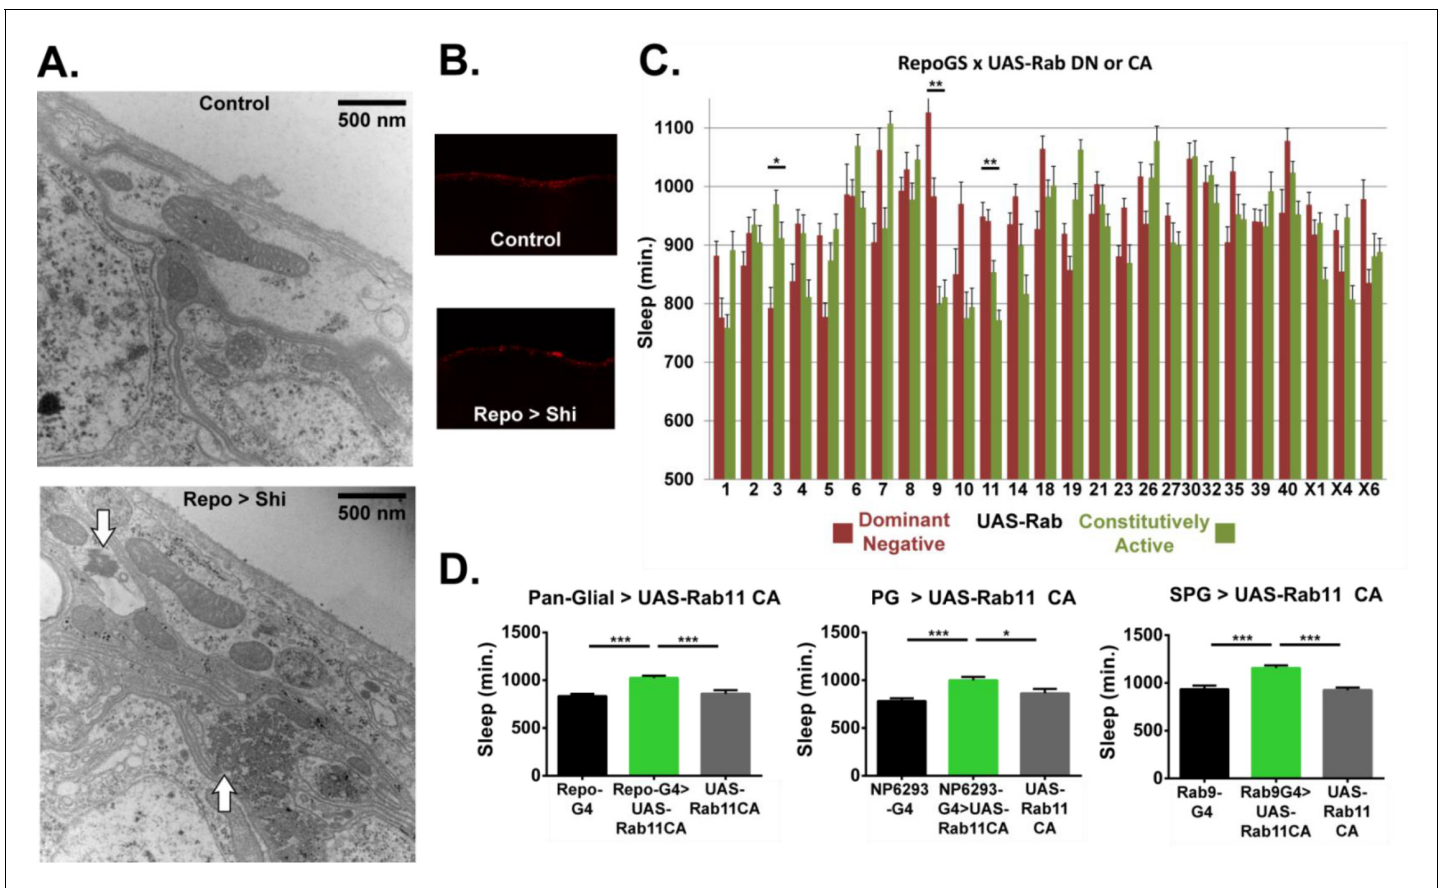 A.
Control
500 nm
Repo > Shi
500 nm
B.
Control
Repo > Shi
C.
RepoGS x UAS-Rab DN or CA
**
*
**
Sleep (min.)
1100
1000
900
800
700
600
500
1 2 3 4 5 6 7 8 9 10 11 14 18 19 21 23 26 27 30 32 35 39 40 X1 X4 X6
Dominant
Negative
UAS-Rab
Constitutively
Active
D.
Pan-Glial > UAS-Rab11 CA
*** ***
Sleep (min.)
1500
1000
500
0
Repo-
G4
Repo-G4>
UAS-
Rab11CA
UAS-
Rab11CA
PG > UAS-Rab11 CA
*** *
Sleep (min.)
1500
1000
500
0
NP6293
-G4
NP6293-
G4>UAS-
Rab11CA
UAS-
Rab11
CA
SPG > UAS-Rab11 CA
*** ***
Sleep (min.)
1500
1000
500
0
Rab9-
G4
Rab9G4>
UAS-
Rab11CA
UAS-
Rab11
CA